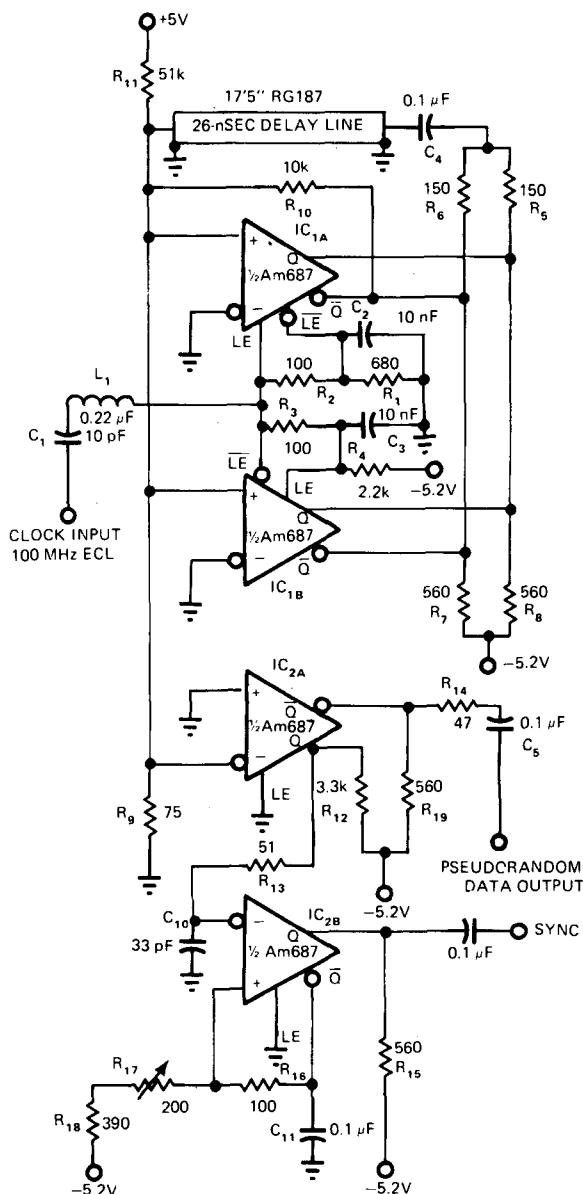 +5V
R11
51k
17'5" RG187
26-nSEC DELAY LINE
0.1 μF
C4
10k
R10
150
R6
150
R5
IC1A
+
Q
½Am687
Q̅
−
L̅E̅
LE
C2
10 nF
L1
0.22 μF
C1
10 pF
100
R2
680
R1
R3
100
10 nF
C3
R4
2.2k
−5.2V
L̅E̅
CLOCK INPUT
100 MHz ECL
+
LE
Q
½Am687
−
Q̅
IC1B
560
R7
560
R8
−5.2V
IC2A
+
Q̅
½Am687
Q
−
LE
R14
47
0.1 μF
C5
R9
75
3.3k
R12
560
R19
51
R13
−5.2V
PSEUDORANDOM
DATA OUTPUT
C10
33 pF
IC2B
−
Q
½ Am687
Q̅
+
LE
SYNC
0.1 μF
R17
200
R16
100
560
R15
R18
390
C11
0.1 μF
−5.2V
−5.2V